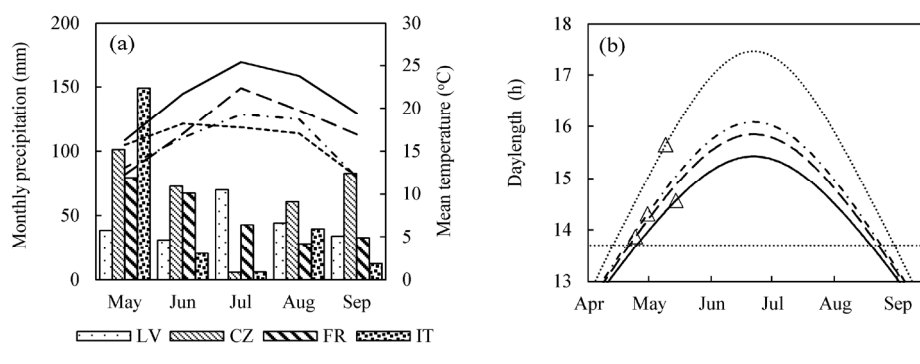 (a)
Monthly precipitation (mm)
200
150
100
50
0
Mean temperature (°C)
30
25
20
15
10
5
0
May Jun Jul Aug Sep
LV CZ FR IT
(b)
Daylength (h)
18
17
16
15
14
13
Apr May Jun Jul Aug Sep